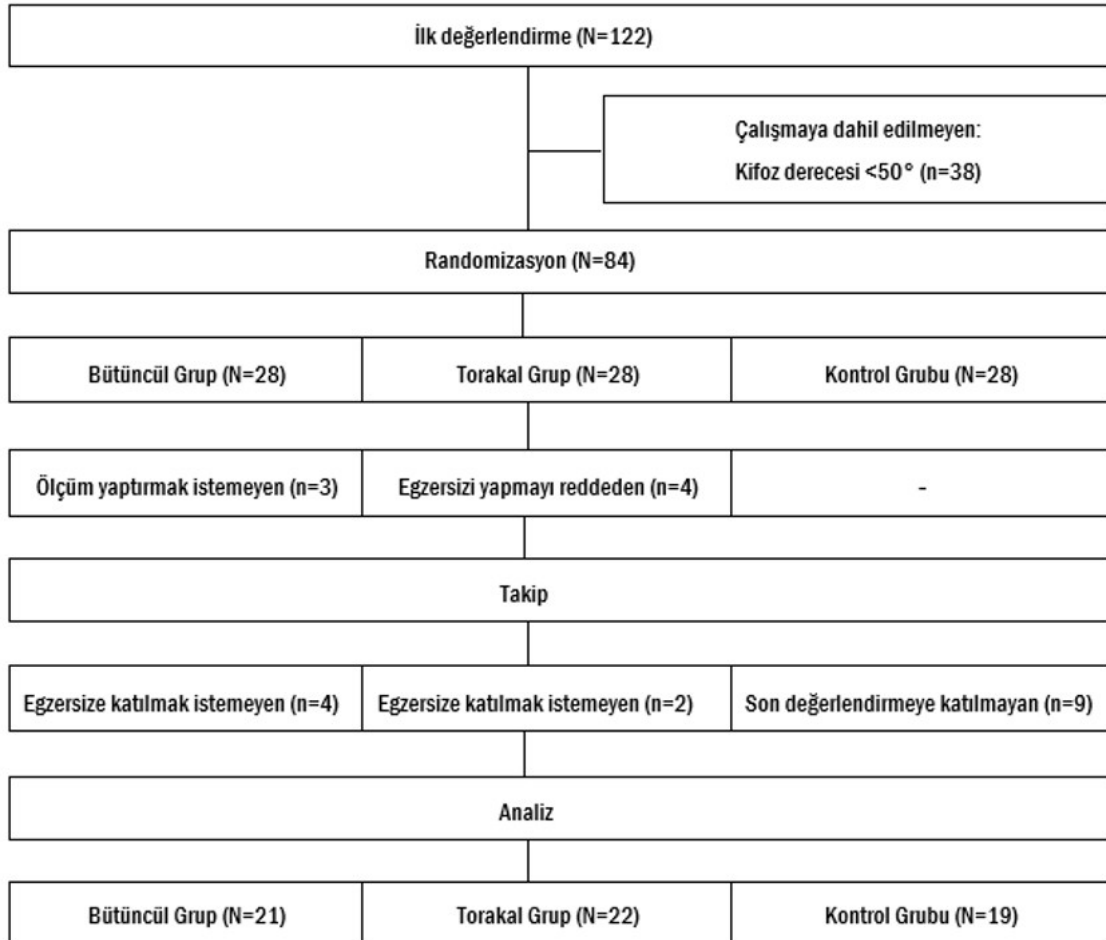 İlk değerlendirme (N=122)
Çalışmaya dahil edilmeyen:
Kifoz derecesi <50° (n=38)
Randomizasyon (N=84)
Bütüncül Grup (N=28)
Torakal Grup (N=28)
Kontrol Grubu (N=28)
Ölçüm yaptırmak istemeyen (n=3)
Egzersizi yapmayı reddeden (n=4)
-
Takip
Egzersize katılmak istemeyen (n=4)
Egzersize katılmak istemeyen (n=2)
Son değerlendirmeye katılmayan (n=9)
Analiz
Bütüncül Grup (N=21)
Torakal Grup (N=22)
Kontrol Grubu (N=19)